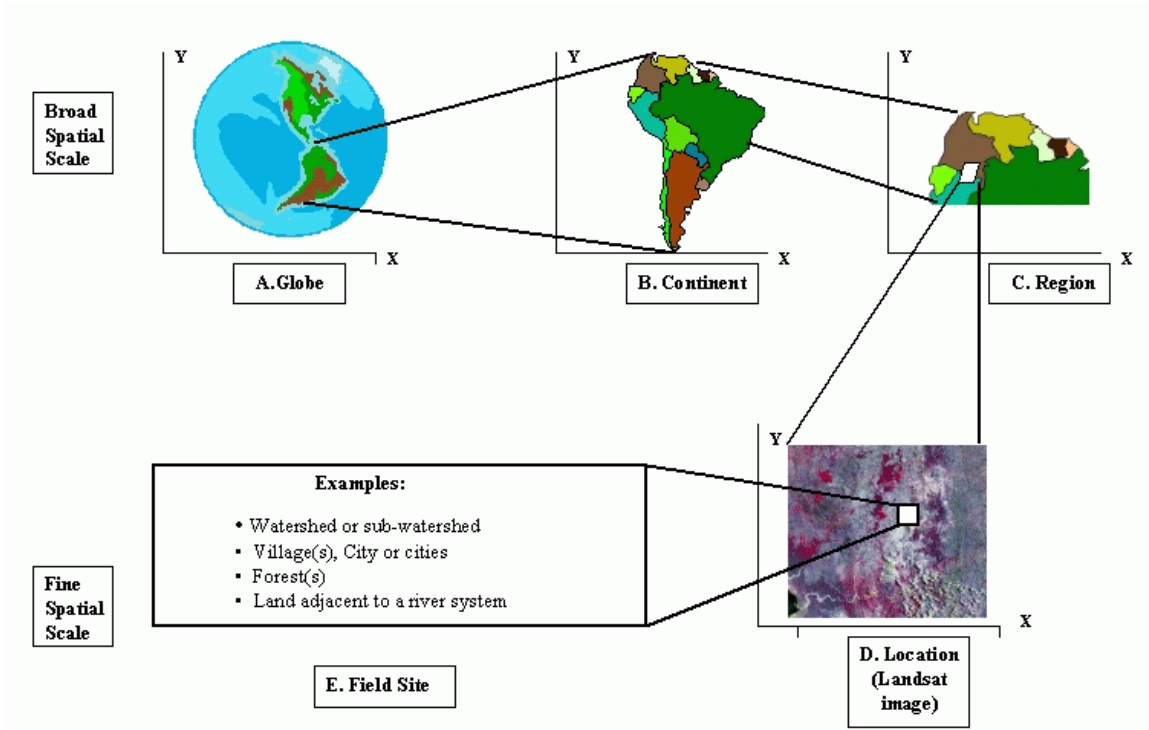 Y
Y
Y
Broad
Spatial
Scale
X
X
X
A.Globe
B. Continent
C. Region
Y
Examples:
• Watershed or sub-watershed
▪ Village(s), City or cities
▪ Forest(s)
▪ Land adjacent to a river system
Fine
Spatial
Scale
X
D. Location
(Landsat
image)
E. Field Site